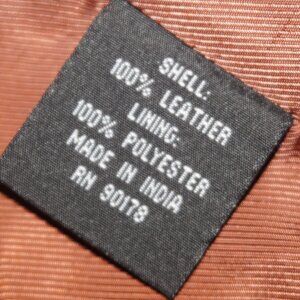 SHELL:
100% LEATHER
LINING:
100% POLYESTER
MADE IN INDIA
RN 90178